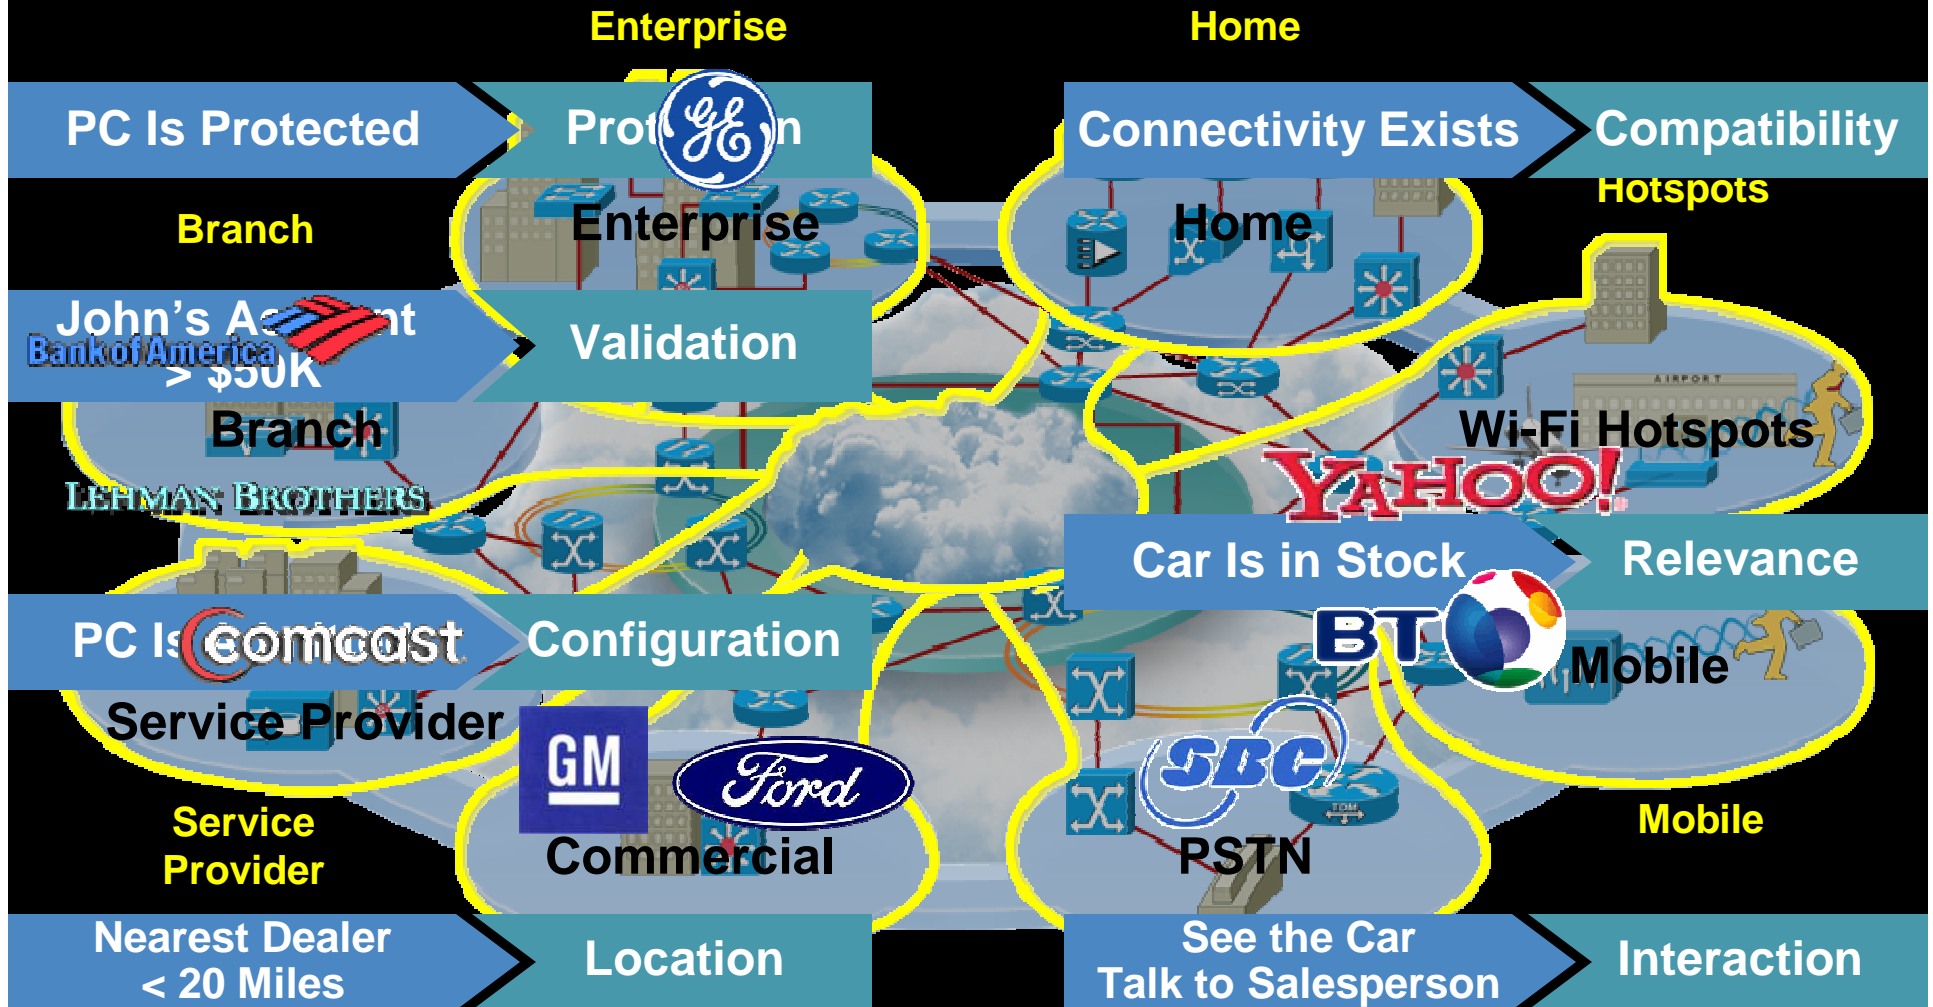 Enterprise
Home
PC Is Protected
GE
Connectivity Exists
Compatibility
Hotspots
Branch
Enterprise
Home
John's
> $50K
Bank of America
Validation
AIRPORT
Branch
Wi-Fi Hotspots
LEHMAN BROTHERS
YAHOO!
Car Is in Stock
Relevance
PC
comcast
Configuration
BT
Mobile
Service Provider
GM
Ford
SBC
TDM
Commercial
PSTN
Service
Provider
Mobile
Nearest Dealer
< 20 Miles
Location
See the Car
Talk to Salesperson
Interaction